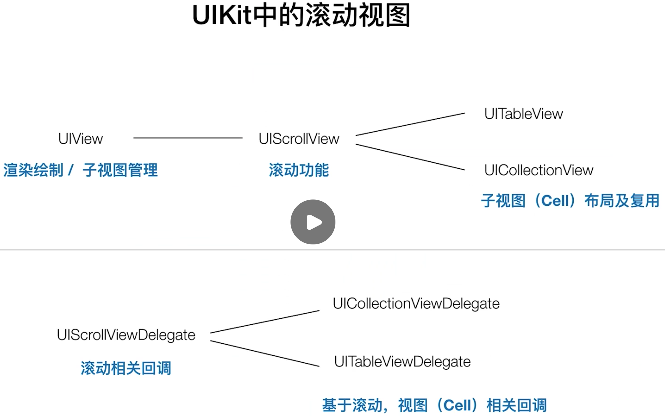 UIKit中的滚动视图
UIView
UIScrollView
UITableView
渲染绘制 / 子视图管理
滚动功能
UICollectionView
子视图（Cell）布局及复用
UICollectionViewDelegate
UIScrollViewDelegate
滚动相关回调
UITableViewDelegate
基于滚动，视图（Cell）相关回调